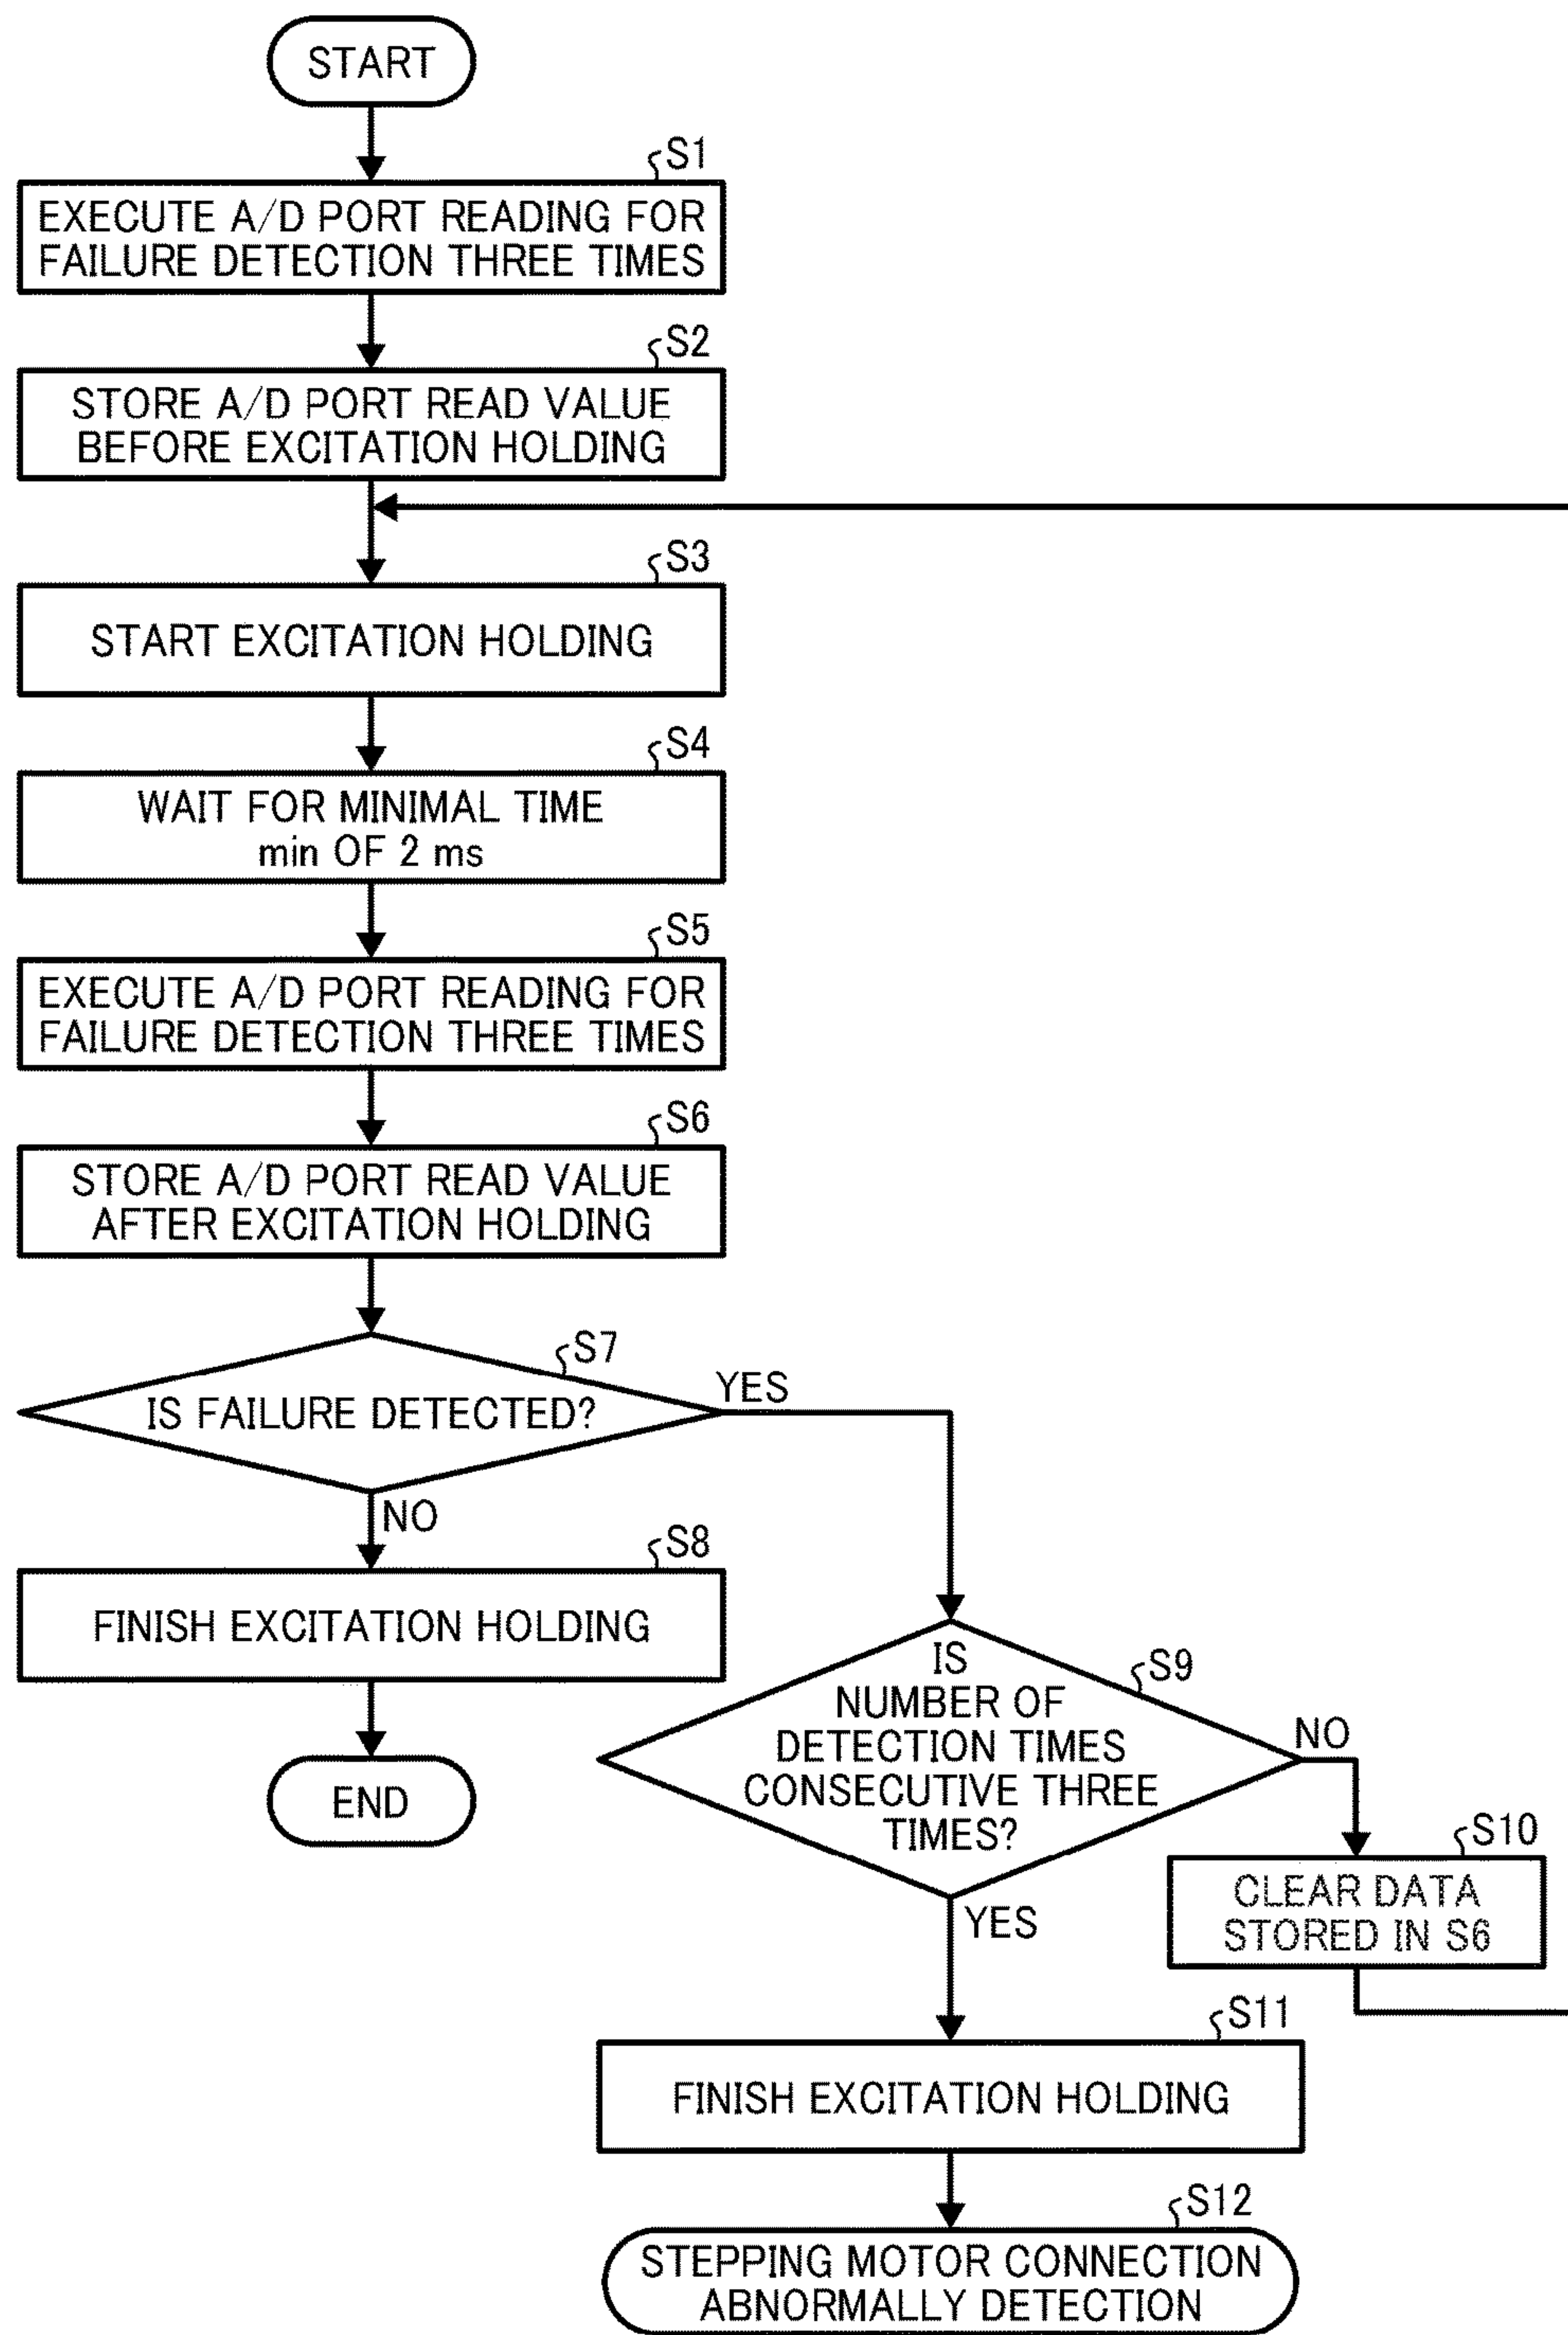 START
S1
EXECUTE A/D PORT READING FOR
FAILURE DETECTION THREE TIMES
S2
STORE A/D PORT READ VALUE
BEFORE EXCITATION HOLDING
S3
START EXCITATION HOLDING
S4
WAIT FOR MINIMAL TIME
min OF 2 ms
S5
EXECUTE A/D PORT READING FOR
FAILURE DETECTION THREE TIMES
S6
STORE A/D PORT READ VALUE
AFTER EXCITATION HOLDING
S7
IS FAILURE DETECTED?
YES
NO
S8
FINISH EXCITATION HOLDING
END
S9
IS
NUMBER OF
DETECTION TIMES
CONSECUTIVE THREE
TIMES?
NO
S10
CLEAR DATA
STORED IN S6
YES
S11
FINISH EXCITATION HOLDING
S12
STEPPING MOTOR CONNECTION
ABNORMALLY DETECTION